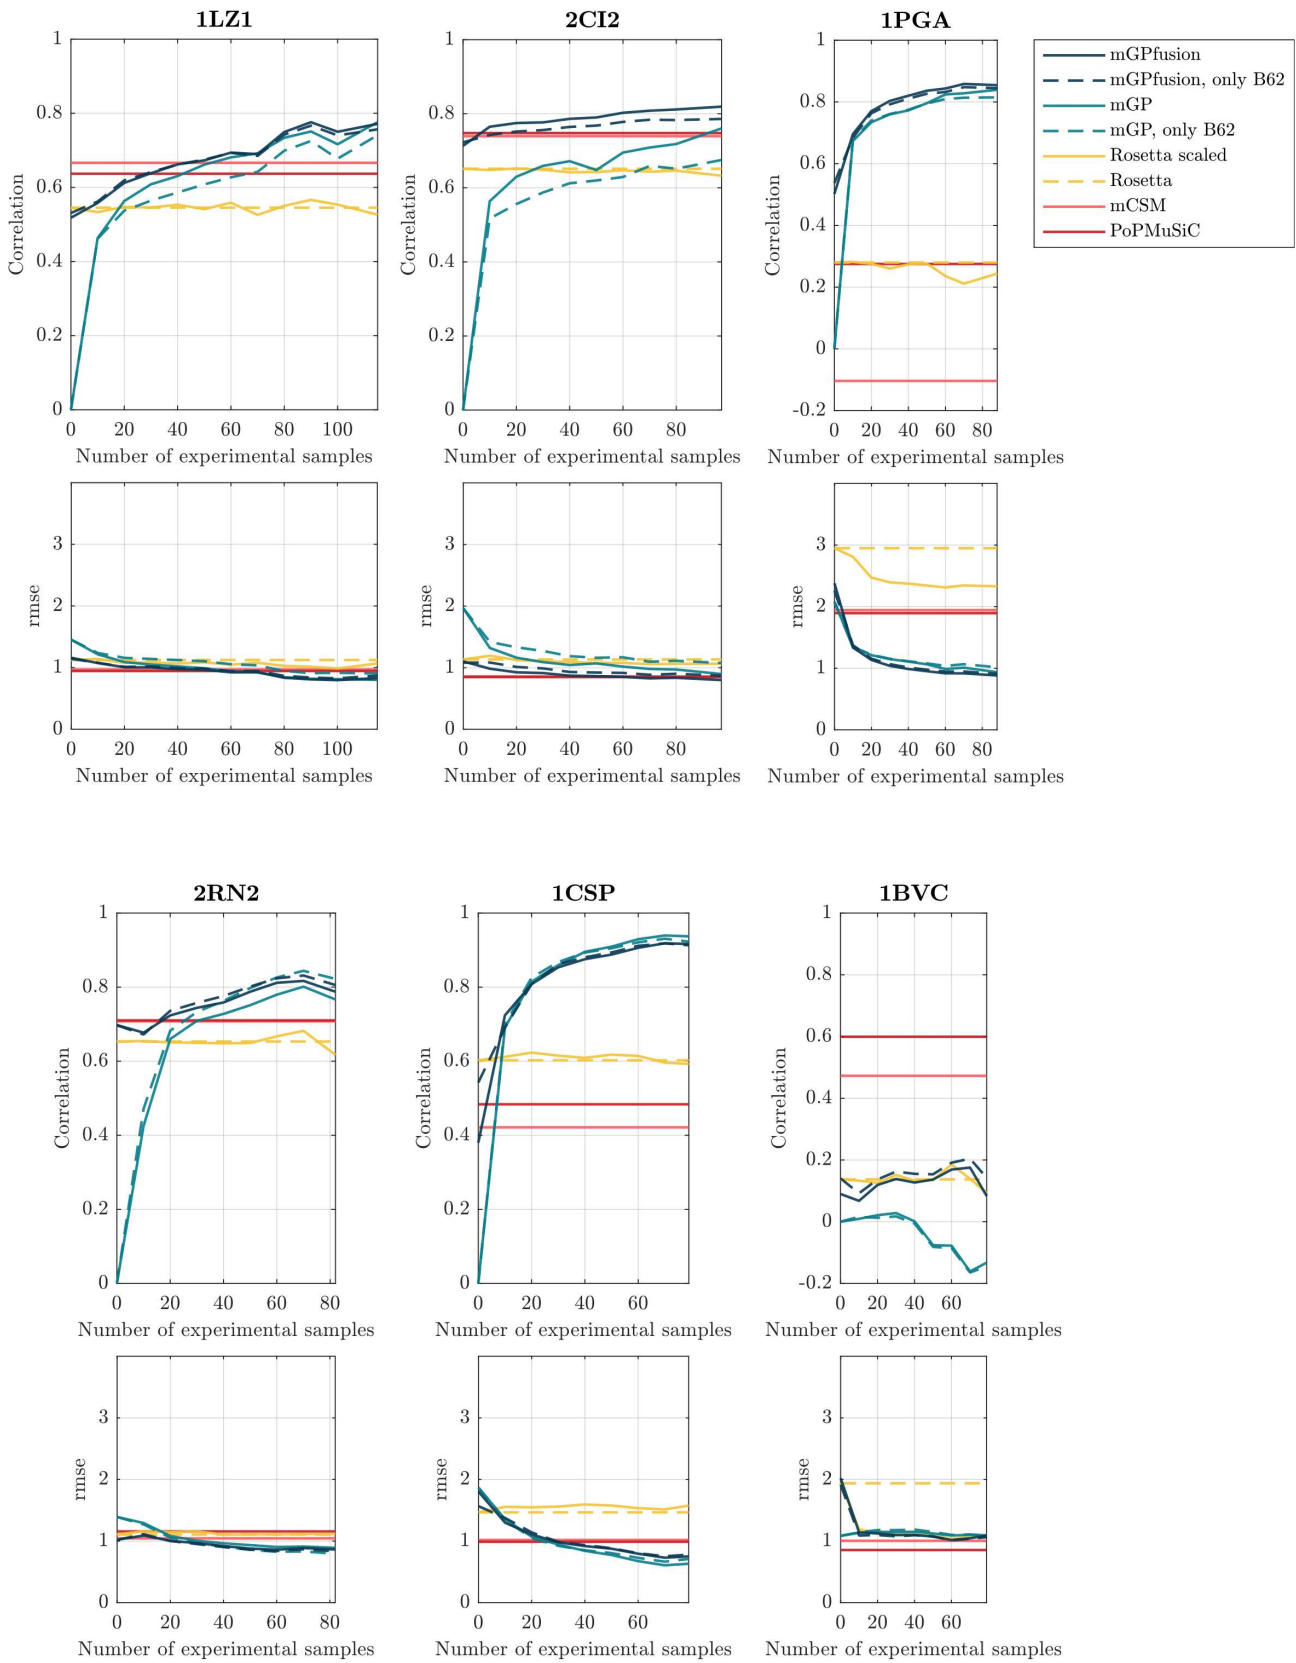 1LZ1
2CI2
1PGA
1
0.8
0.6
0.4
0.2
0
Correlation
0 20 40 60 80 100
Number of experimental samples
1
0.8
0.6
0.4
0.2
0
Correlation
0 20 40 60 80
Number of experimental samples
1
0.8
0.6
0.4
0.2
0
-0.2
Correlation
0 20 40 60 80
Number of experimental samples
mGPfusion
mGPfusion, only B62
mGP
mGP, only B62
Rosetta scaled
Rosetta
mCSM
PoPMuSiC
3
2
1
0
rmse
0 20 40 60 80 100
Number of experimental samples
3
2
1
0
rmse
0 20 40 60 80
Number of experimental samples
3
2
1
0
rmse
0 20 40 60 80
Number of experimental samples
2RN2
1CSP
1BVC
1
0.8
0.6
0.4
0.2
0
Correlation
0 20 40 60 80
Number of experimental samples
1
0.8
0.6
0.4
0.2
0
Correlation
0 20 40 60
Number of experimental samples
1
0.8
0.6
0.4
0.2
0
-0.2
Correlation
0 20 40 60
Number of experimental samples
3
2
1
0
rmse
0 20 40 60 80
Number of experimental samples
3
2
1
0
rmse
0 20 40 60
Number of experimental samples
3
2
1
0
rmse
0 20 40 60
Number of experimental samples